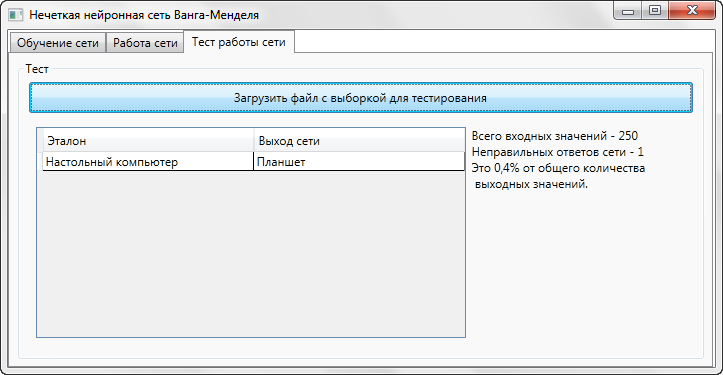 Нечеткая нейронная сеть Ванга-Менделя
Обучение сети Работа сети Тест работы сети
Тест
Загрузить файл с выборкой для тестирования
Эталон Выход сети
Настольный компьютер Планшет
Всего входных значений - 250
Неправильных ответов сети - 1
Это 0,4% от общего количества
выходных значений.